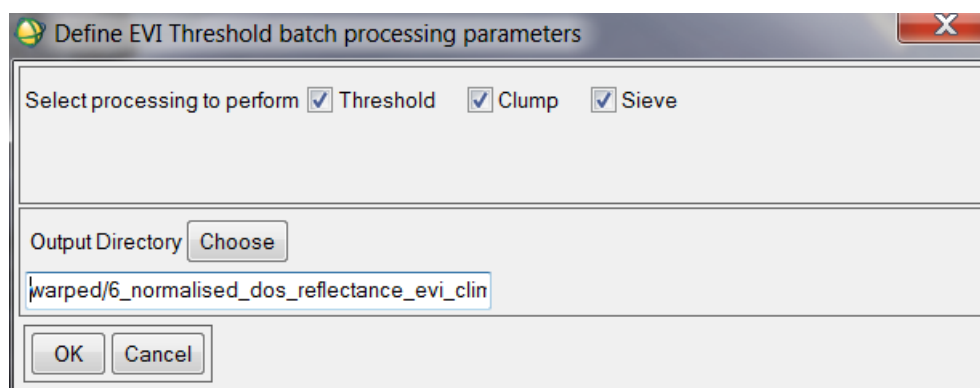 Define EVI Threshold batch processing parameters
Select processing to perform Threshold Clump Sieve
Output Directory Choose
warped/6_normalised_dos_reflectance_evi_clim
OK Cancel